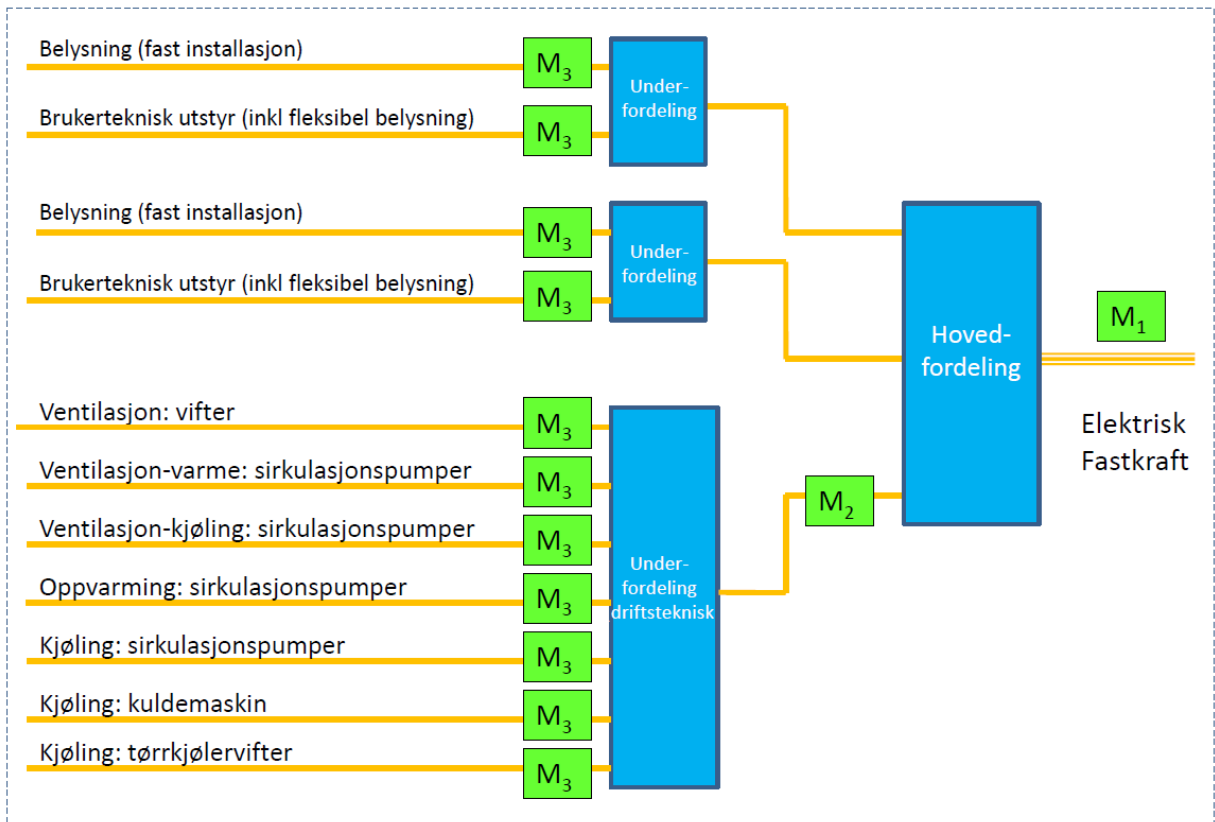 Belysning (fast installasjon)
M3
Brukerteknisk utstyr (inkl fleksibel belysning)
M3
Under-
fordeling
Belysning (fast installasjon)
M3
Brukerteknisk utstyr (inkl fleksibel belysning)
M3
Under-
fordeling
Ventilasjon: vifter
M3
Ventilasjon-varme: sirkulasjonspumper
M3
Ventilasjon-kjøling: sirkulasjonspumper
M3
Oppvarming: sirkulasjonspumper
M3
Kjøling: sirkulasjonspumper
M3
Kjøling: kuldemaskin
M3
Kjøling: tørrkjølervifter
M3
Under-
fordeling
driftsteknisk
M2
Hoved-
fordeling
M1
Elektrisk
Fastkraft